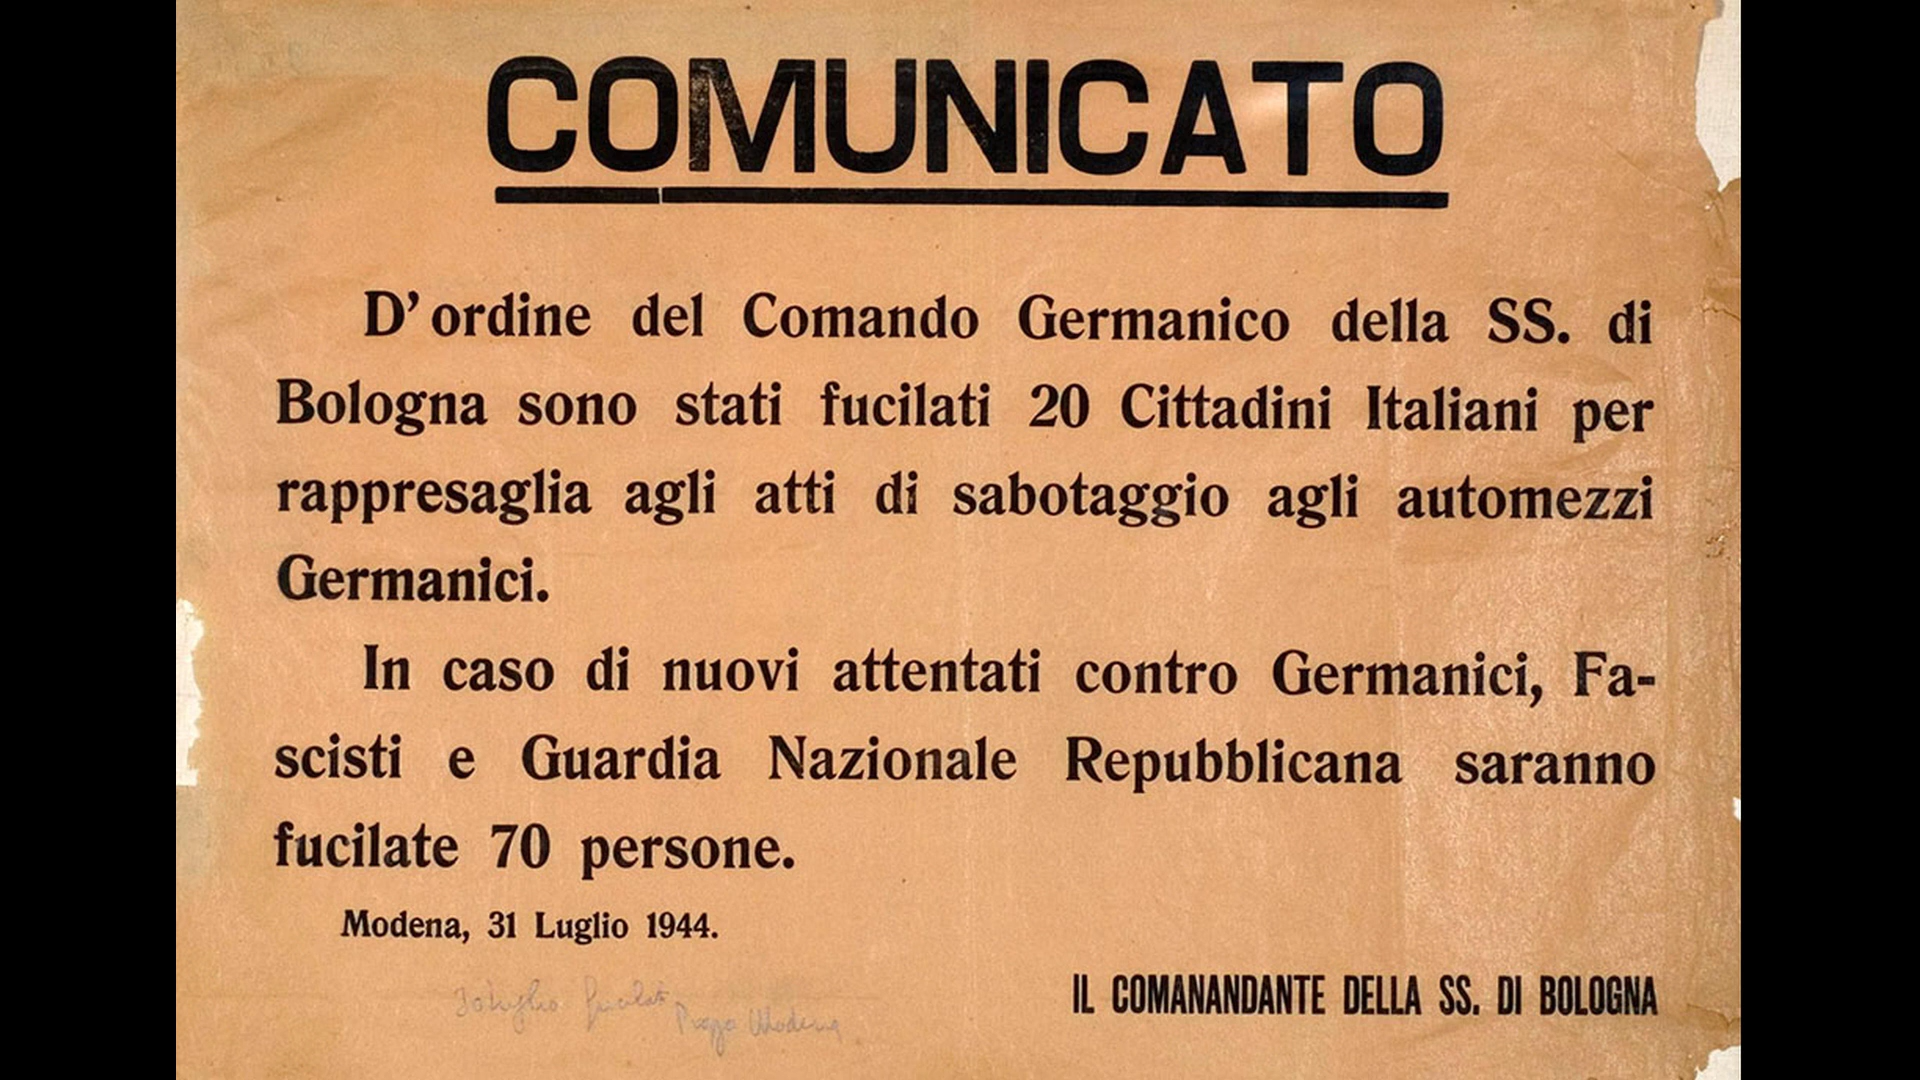 COMUNICATO
D'ordine del Comando Germanico della SS. di
Bologna sono stati fucilati 20 Cittadini Italiani per
rappresaglia agli atti di sabotaggio agli automezzi
Germanici.
In caso di nuovi attentati contro Germanici, Fa-
scisti e Guardia Nazionale Repubblicana saranno
fucilate 70 persone.
Modena, 31 Luglio 1944.
IL COMANANDANTE DELLA SS. DI BOLOGNA